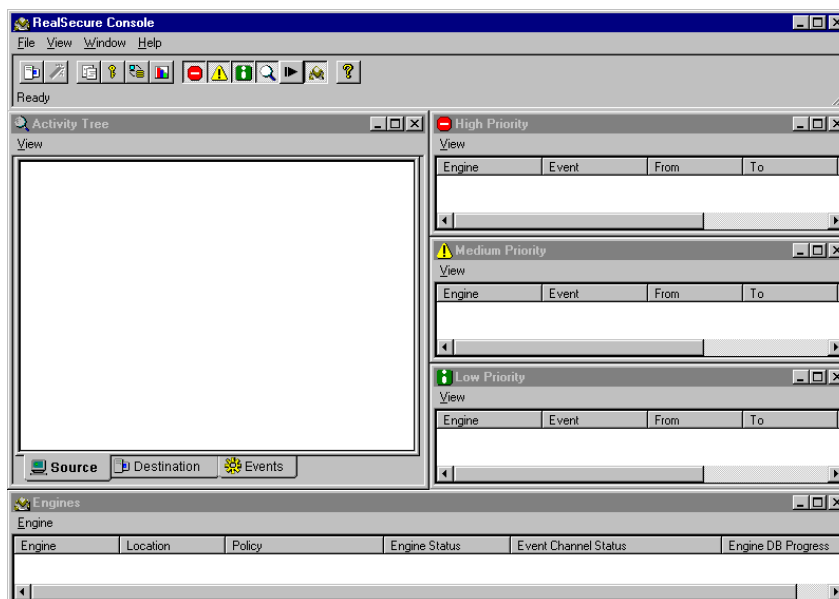 RealSecure Console
File View Window Help
Ready
Activity Tree
View
Source Destination Events
High Priority
View
Engine Event From To
Medium Priority
View
Engine Event From To
Low Priority
View
Engine Event From To
Engines
Engine
Engine Location Policy Engine Status Event Channel Status Engine DB Progress